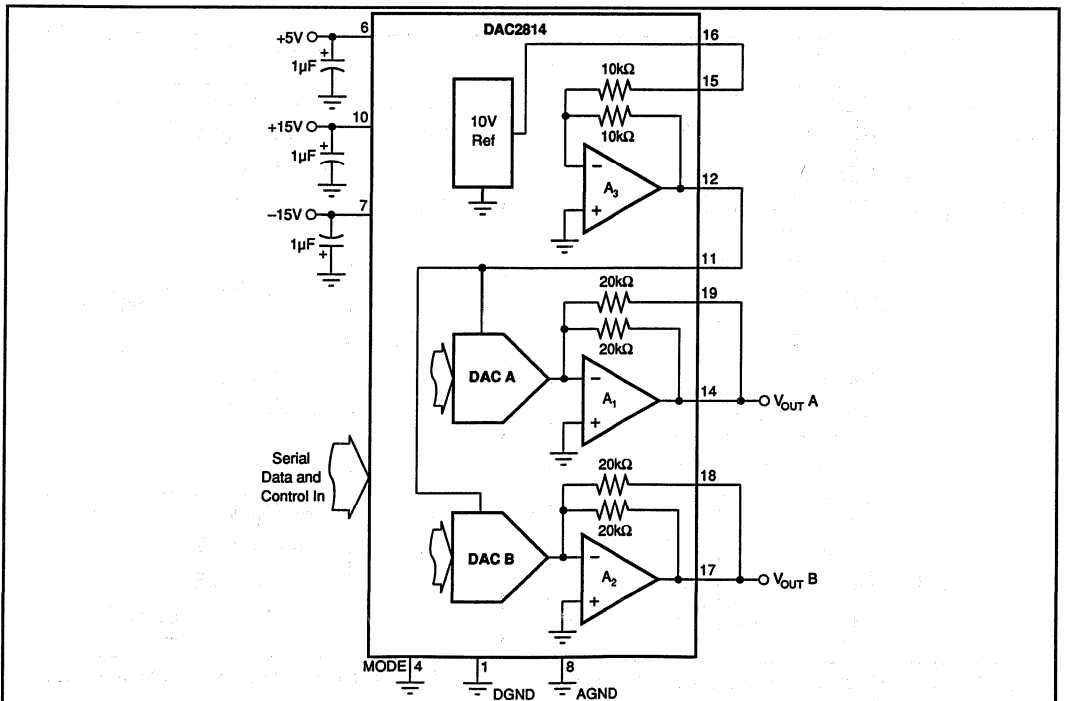 DAC2814
+5V
6
+
1µF
+15V
10
+
1µF
–15V
7
1µF
+
10V
Ref
10kΩ
10kΩ
16
15
–
A3
+
12
11
20kΩ
20kΩ
19
DAC A
–
A1
+
14
VOUT A
Serial
Data and
Control In
20kΩ
20kΩ
18
DAC B
–
A2
+
17
VOUT B
MODE
4
1
DGND
8
AGND